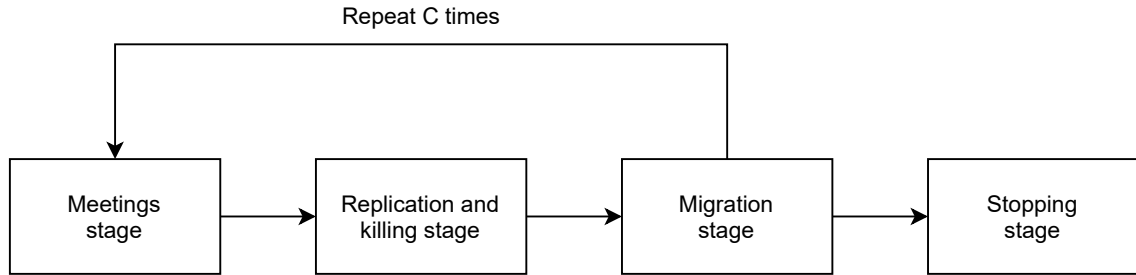 Repeat C times
Meetings
stage
Replication and
killing stage
Migration
stage
Stopping
stage